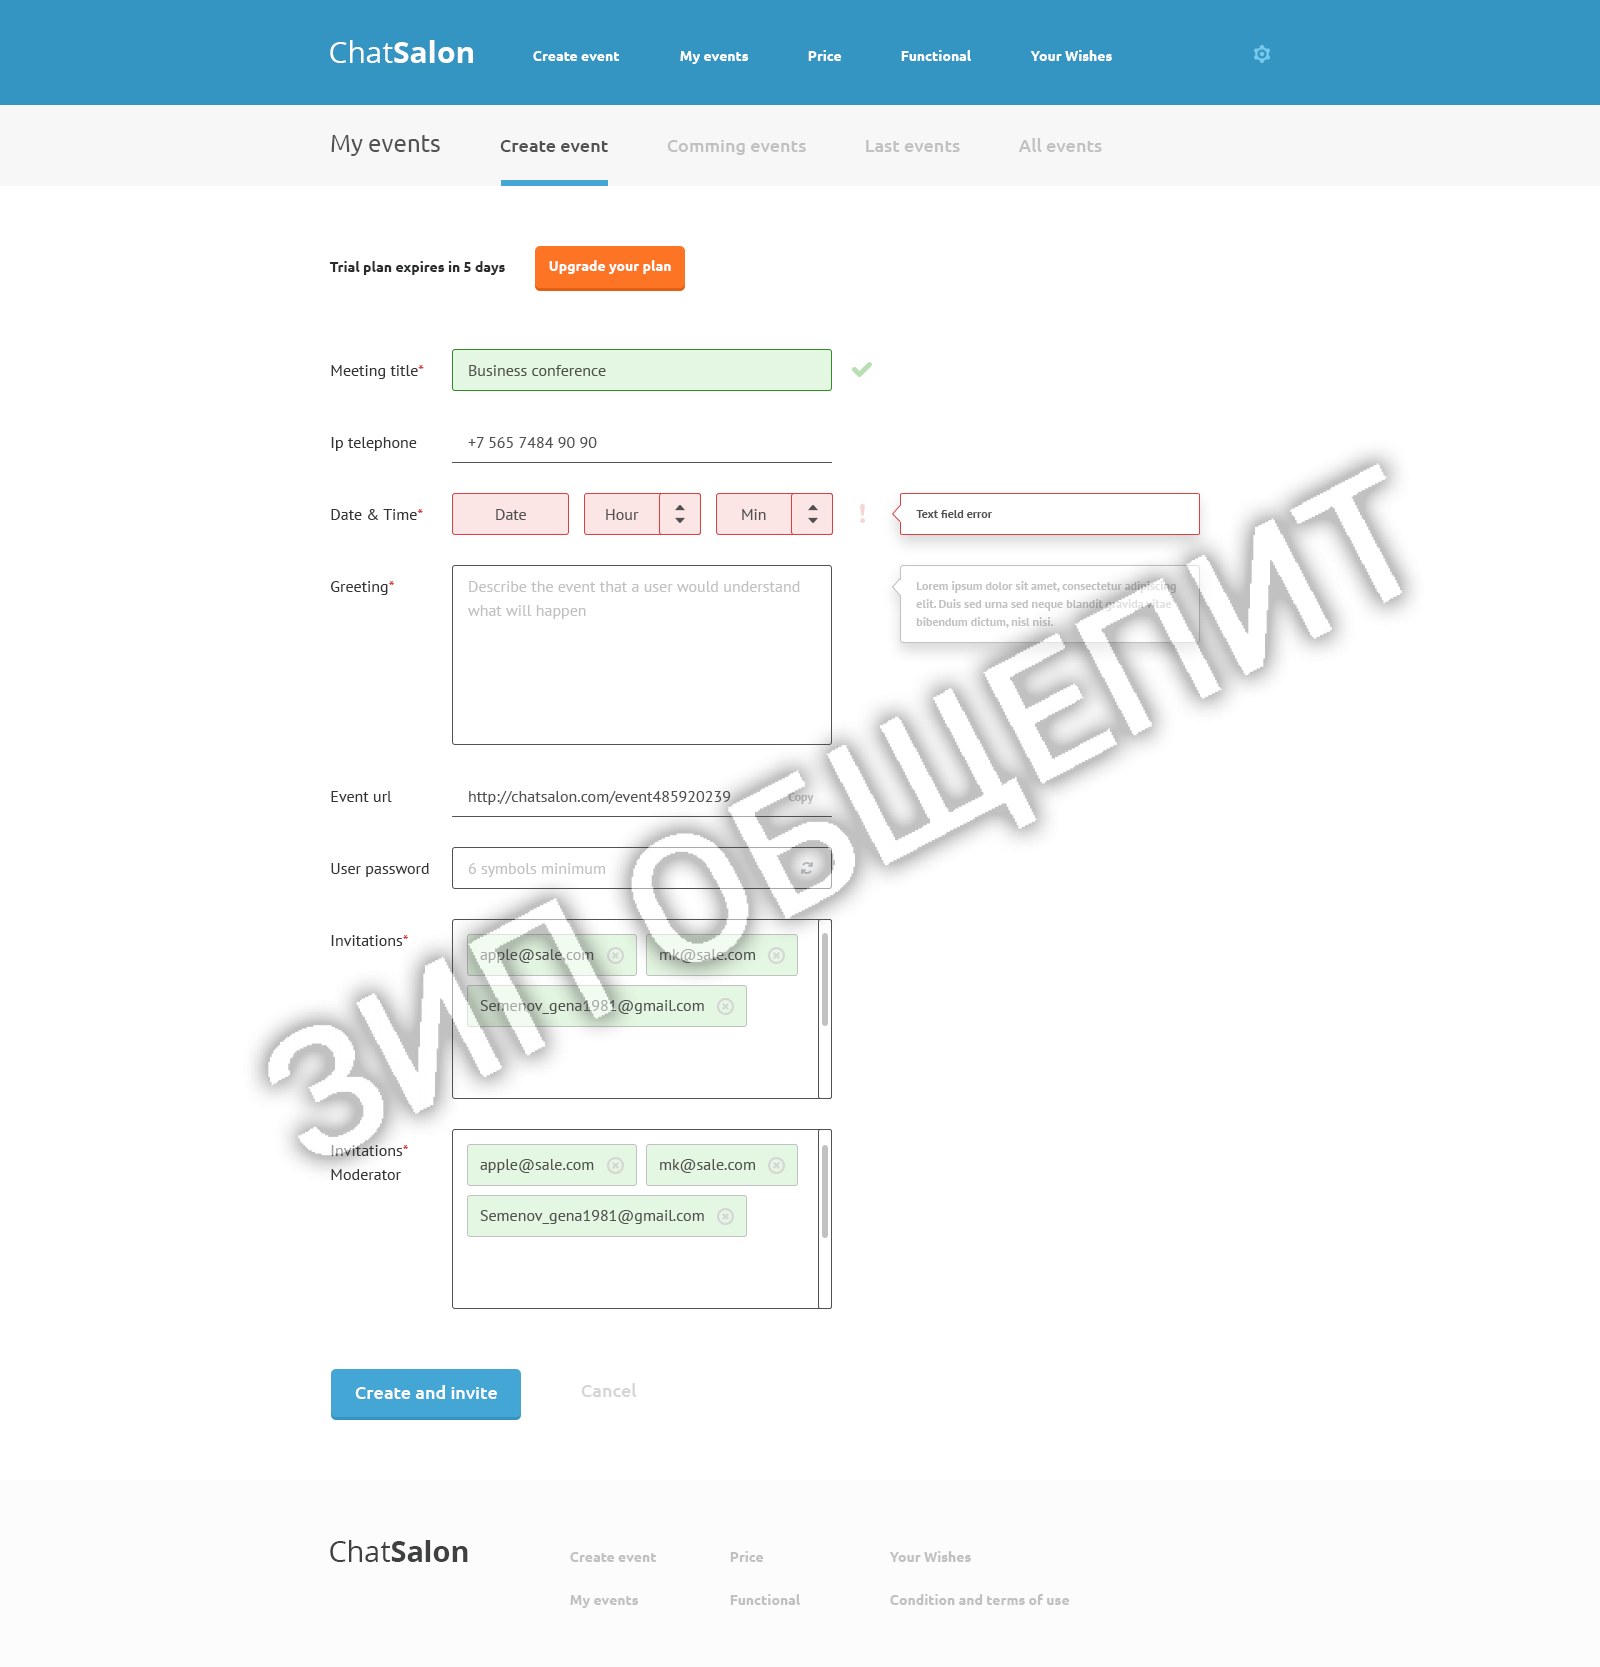 ChatSalon Create event My events Price Functional Your Wishes
My events Create event Comming events Last events All events
Trial plan expires in 5 days Upgrade your plan
Meeting title* Business conference
Ip telephone +7 565 7484 90 90
Date & Time* Date Hour Min ! Text field error
Greeting* Describe the event that a user would understand
what will happen
Lorem ipsum dolor sit amet, consectetur adipiscing
elit. Duis sed urna sed neque blandit gravida vitae
bibendum dictum, nisl nisi.
Event url http://chatsalon.com/event485920239 Copy
User password 6 symbols minimum
Invitations* apple@sale.com mk@sale.com
Semenov_gena1981@gmail.com
Invitations*
Moderator
apple@sale.com mk@sale.com
Semenov_gena1981@gmail.com
ЗИП ОБЩЕПИТ
Create and invite Cancel
ChatSalon Create event Price Your Wishes
My events Functional Condition and terms of use